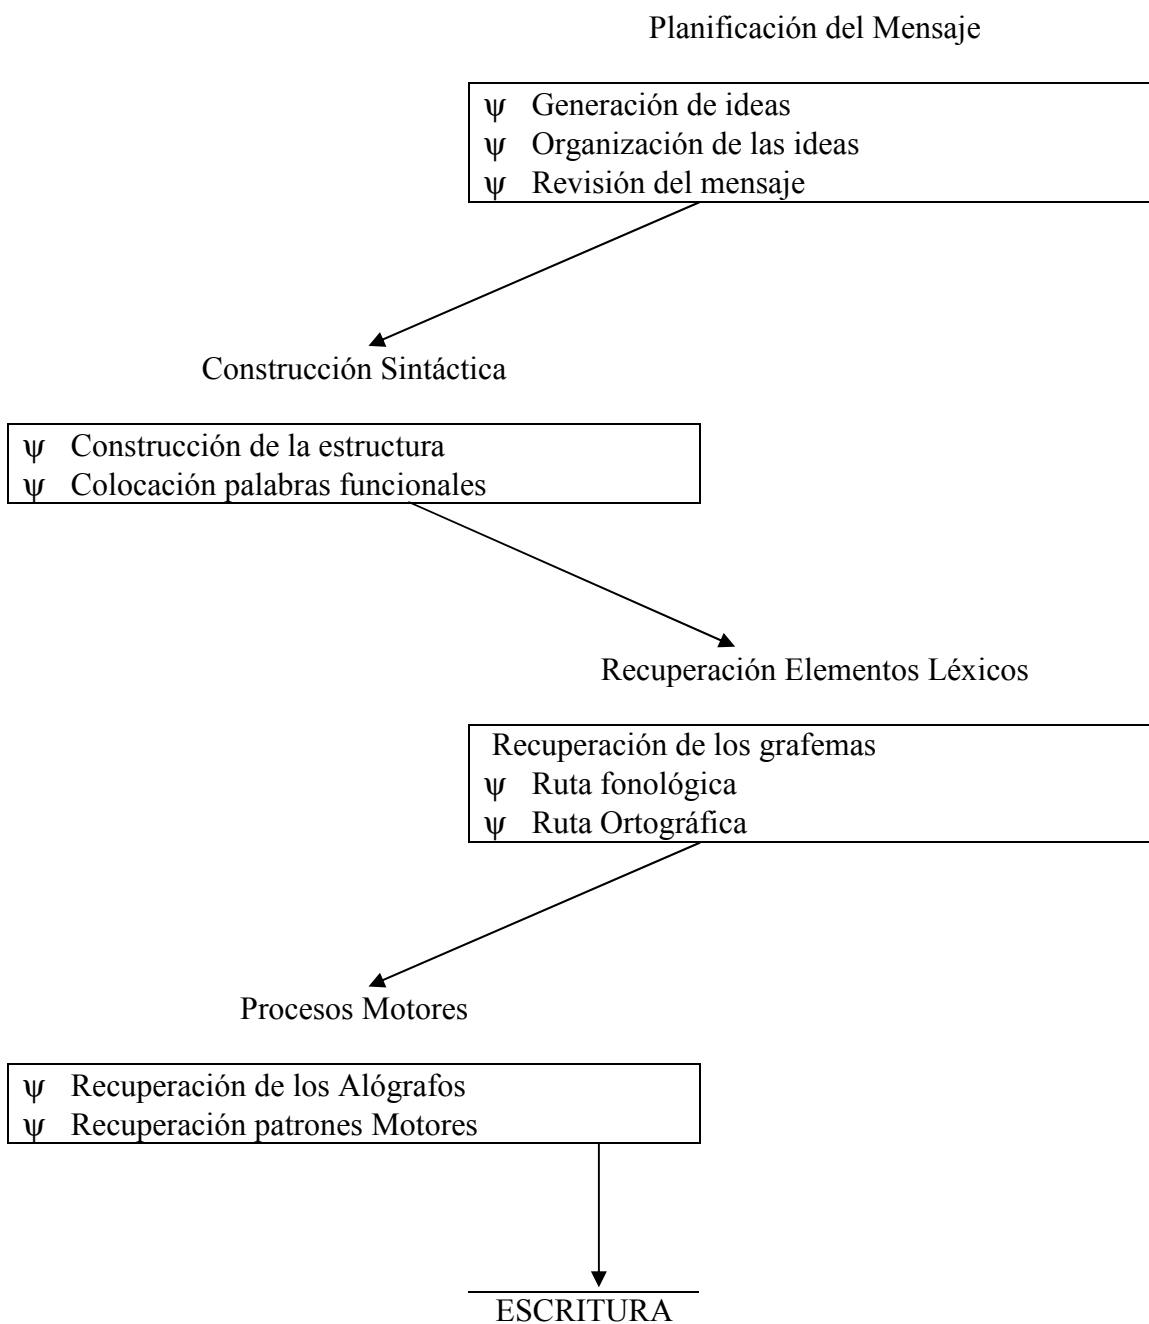 Planificación del Mensaje
ψ Generación de ideas
ψ Organización de las ideas
ψ Revisión del mensaje
Construcción Sintáctica
ψ Construcción de la estructura
ψ Colocación palabras funcionales
Recuperación Elementos Léxicos
Recuperación de los grafemas
ψ Ruta fonológica
ψ Ruta Ortográfica
Procesos Motores
ψ Recuperación de los Alógrafos
ψ Recuperación patrones Motores
ESCRITURA